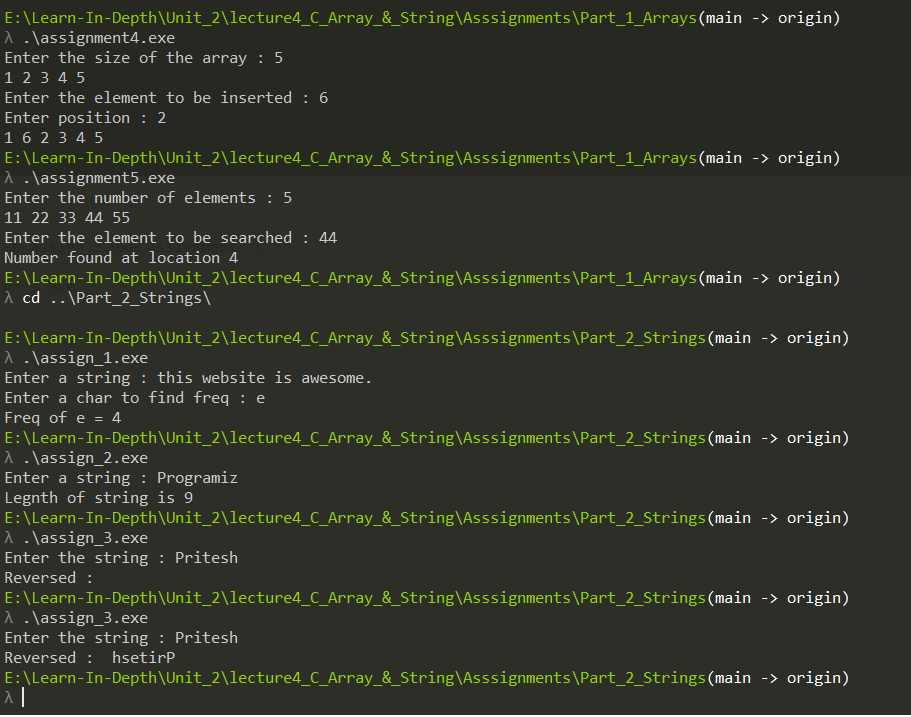 E:\Learn-In-Depth\Unit_2\lecture4_C_Array_&_String\Asssignments\Part_1_Arrays(main -> origin)
λ .\assignment4.exe
Enter the size of the array : 5
1 2 3 4 5
Enter the element to be inserted : 6
Enter position : 2
1 6 2 3 4 5
E:\Learn-In-Depth\Unit_2\lecture4_C_Array_&_String\Asssignments\Part_1_Arrays(main -> origin)
λ .\assignment5.exe
Enter the number of elements : 5
11 22 33 44 55
Enter the element to be searched : 44
Number found at location 4
E:\Learn-In-Depth\Unit_2\lecture4_C_Array_&_String\Asssignments\Part_1_Arrays(main -> origin)
λ cd ..\Part_2_Strings\
E:\Learn-In-Depth\Unit_2\lecture4_C_Array_&_String\Asssignments\Part_2_Strings(main -> origin)
λ .\assign_1.exe
Enter a string : this website is awesome.
Enter a char to find freq : e
Freq of e = 4
E:\Learn-In-Depth\Unit_2\lecture4_C_Array_&_String\Asssignments\Part_2_Strings(main -> origin)
λ .\assign_2.exe
Enter a string : Programiz
Legnth of string is 9
E:\Learn-In-Depth\Unit_2\lecture4_C_Array_&_String\Asssignments\Part_2_Strings(main -> origin)
λ .\assign_3.exe
Enter the string : Pritesh
Reversed :
E:\Learn-In-Depth\Unit_2\lecture4_C_Array_&_String\Asssignments\Part_2_Strings(main -> origin)
λ .\assign_3.exe
Enter the string : Pritesh
Reversed :  hsetirP
E:\Learn-In-Depth\Unit_2\lecture4_C_Array_&_String\Asssignments\Part_2_Strings(main -> origin)
λ